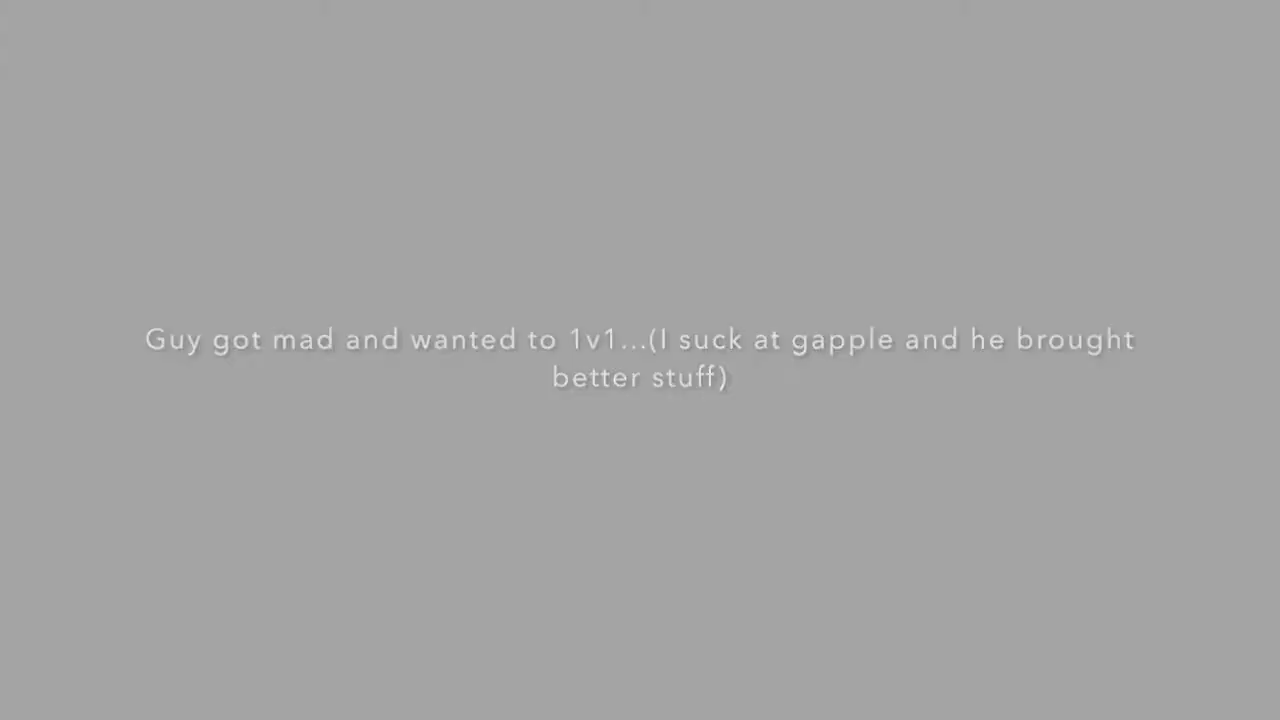 Guy got mad and wanted to 1v1...(I suck at gapple and he brought
better stuff)